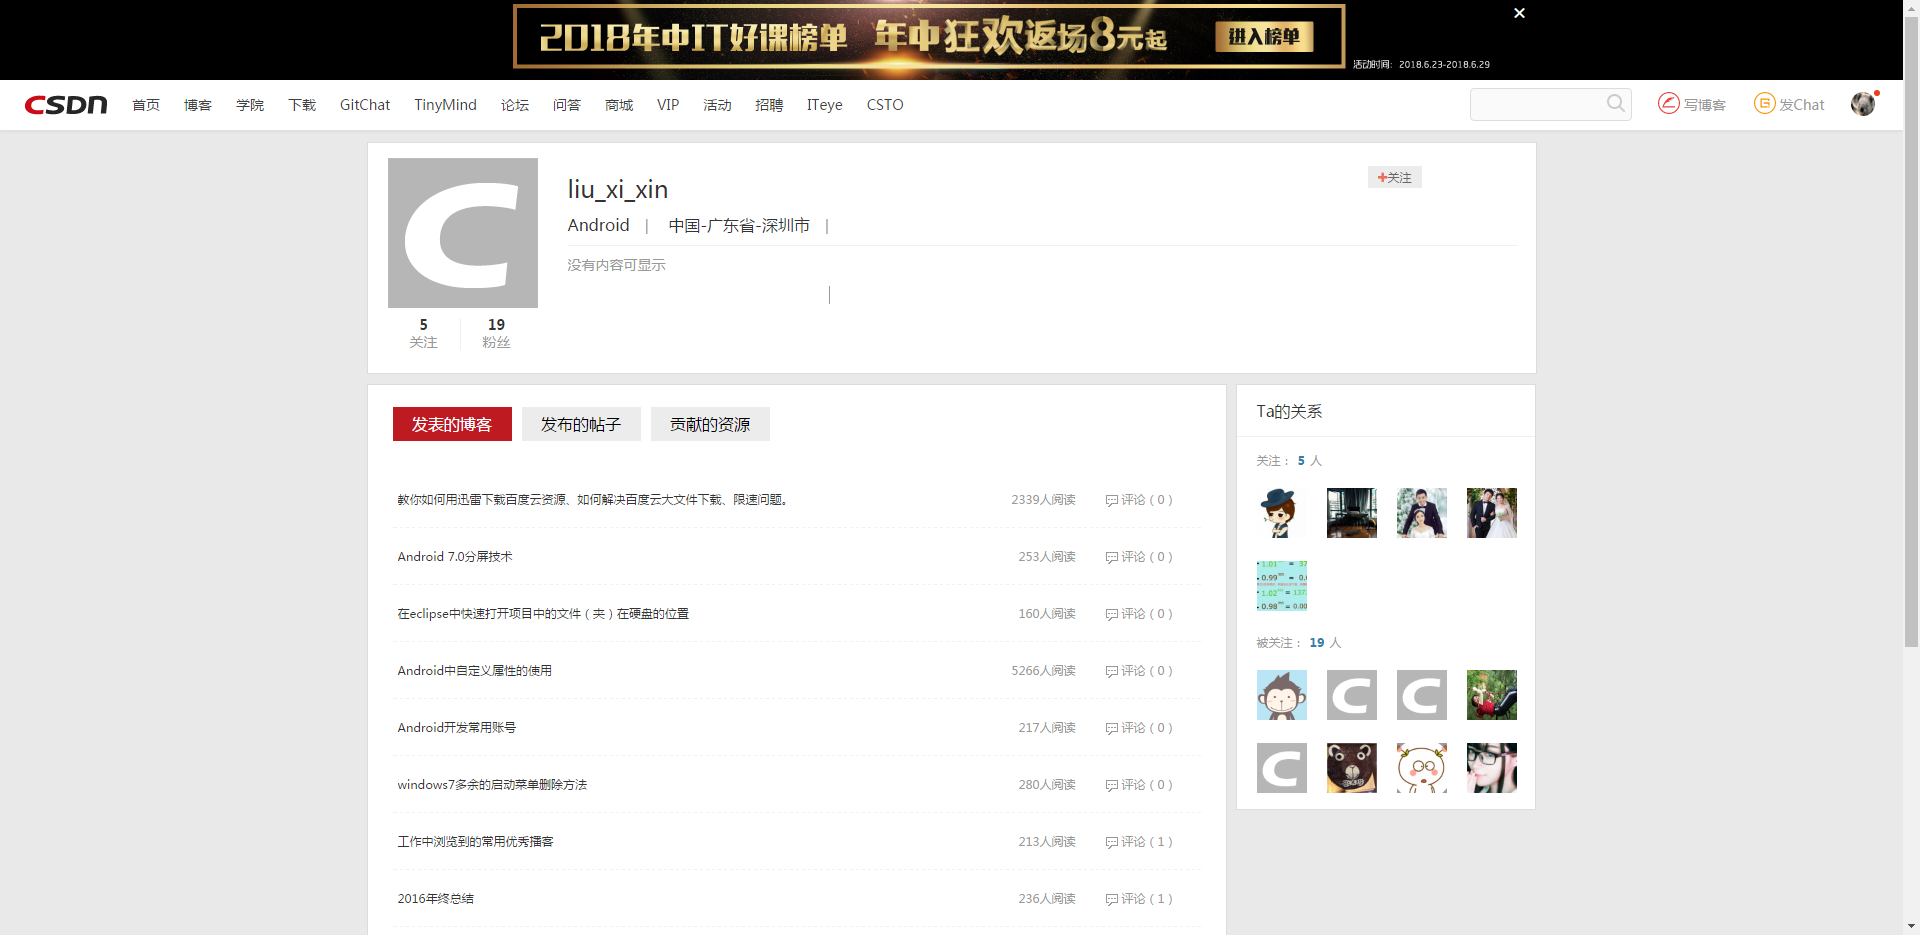 2018年中IT好课榜单 年中狂欢返场8元起 进入榜单
活动时间：2018.6.23-2018.6.29
CSDN 首页 博客 学院 下载 GitChat TinyMind 论坛 问答 商城 VIP 活动 招聘 ITeye CSTO 写博客 发Chat
liu_xi_xin
+关注
Android | 中国-广东省-深圳市 |
没有内容可显示
5 19
关注 粉丝
发表的博客 发布的帖子 贡献的资源
教你如何用迅雷下载百度云资源、如何解决百度云大文件下载、限速问题。 2339人阅读 评论 ( 0 )
Android 7.0分屏技术 253人阅读 评论 ( 0 )
在eclipse中快速打开项目中的文件 ( 夹 ) 在硬盘的位置 160人阅读 评论 ( 0 )
Android中自定义属性的使用 5266人阅读 评论 ( 0 )
Android开发常用账号 217人阅读 评论 ( 0 )
windows7多余的启动菜单删除方法 280人阅读 评论 ( 0 )
工作中浏览到的常用优秀播客 213人阅读 评论 ( 1 )
2016年终总结 236人阅读 评论 ( 1 )
Ta的关系
关注： 5 人
1.01 = 37
0.99 = 0.0
1.02 = 137
0.98 = 0.00
被关注： 19 人